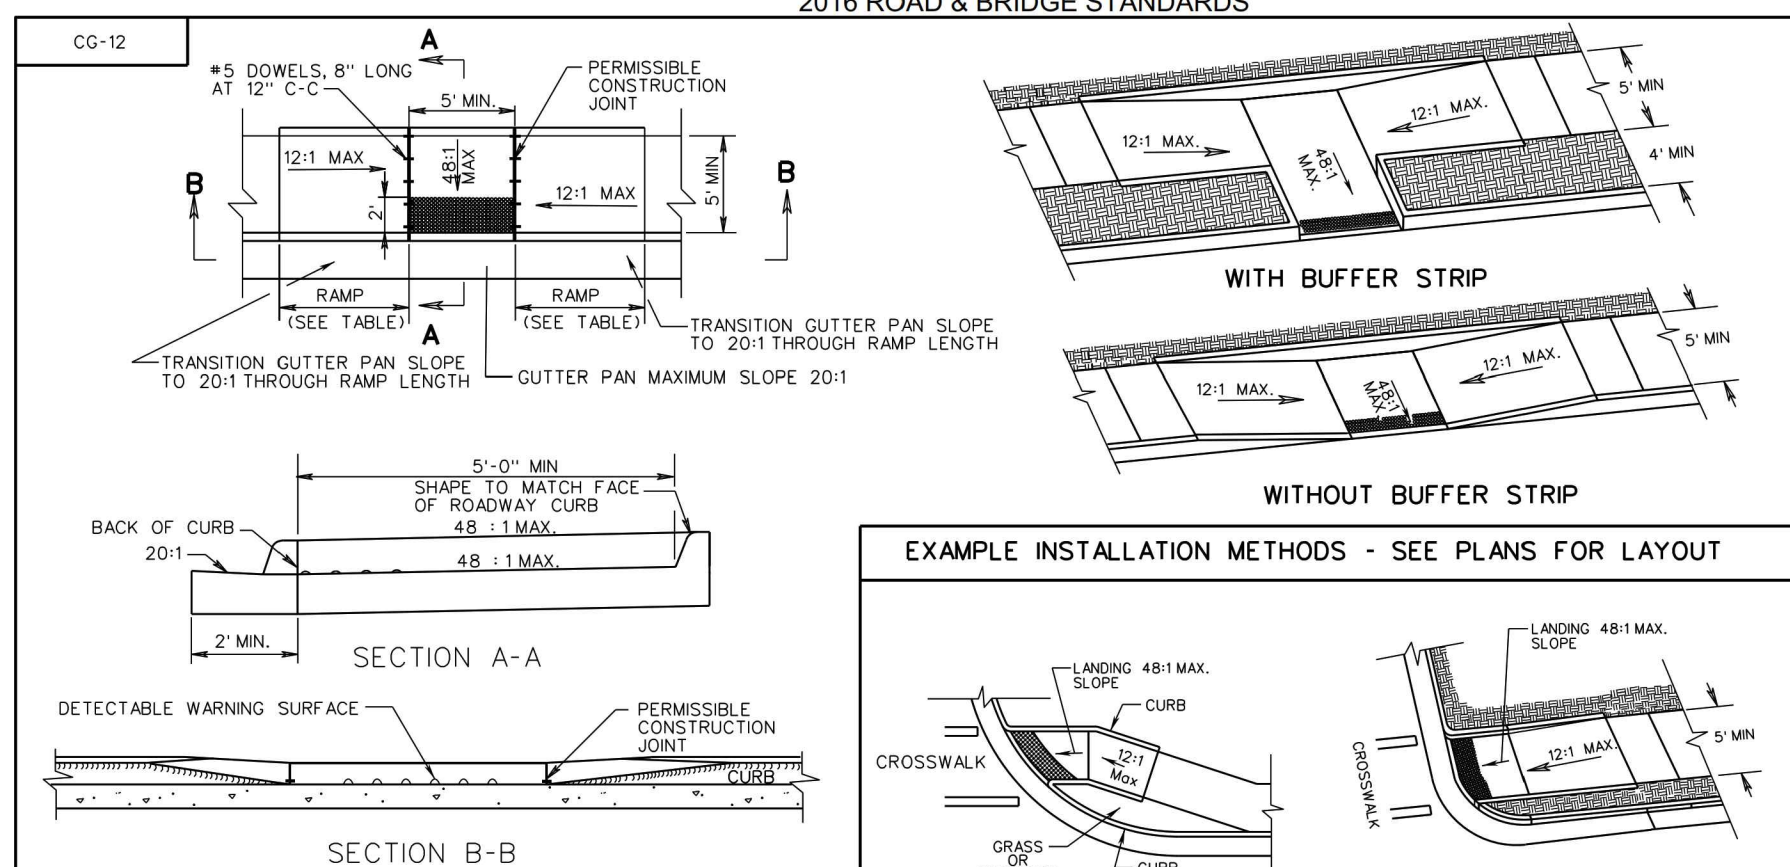 2016 ROAD & BRIDGE STANDARDS
CG-12
A
#5 DOWELS, 8" LONG
AT 12" C-C
PERMISSIBLE
CONSTRUCTION
JOINT
5' MIN.
12:1 MAX
48:1
MAX
5' MIN
B
B
2'
12:1 MAX
RAMP
(SEE TABLE)
A
RAMP
(SEE TABLE)
TRANSITION GUTTER PAN SLOPE
TO 20:1 THROUGH RAMP LENGTH
TRANSITION GUTTER PAN SLOPE
TO 20:1 THROUGH RAMP LENGTH
GUTTER PAN MAXIMUM SLOPE 20:1
5' MIN
12:1 MAX.
12:1 MAX.
48:1
MAX.
4' MIN
WITH BUFFER STRIP
5' MIN
12:1 MAX.
12:1 MAX.
48:1
MAX
WITHOUT BUFFER STRIP
5'-0" MIN
SHAPE TO MATCH FACE
OF ROADWAY CURB
BACK OF CURB
48 : 1 MAX.
20:1
48 : 1 MAX.
2' MIN.
SECTION A-A
DETECTABLE WARNING SURFACE
PERMISSIBLE
CONSTRUCTION
JOINT
CURB
SECTION B-B
EXAMPLE INSTALLATION METHODS - SEE PLANS FOR LAYOUT
LANDING 48:1 MAX.
SLOPE
CURB
CROSSWALK
12:1
Max
GRASS
OR
CURB
LANDING 48:1 MAX.
SLOPE
CROSSWALK
12:1 MAX.
5' MIN